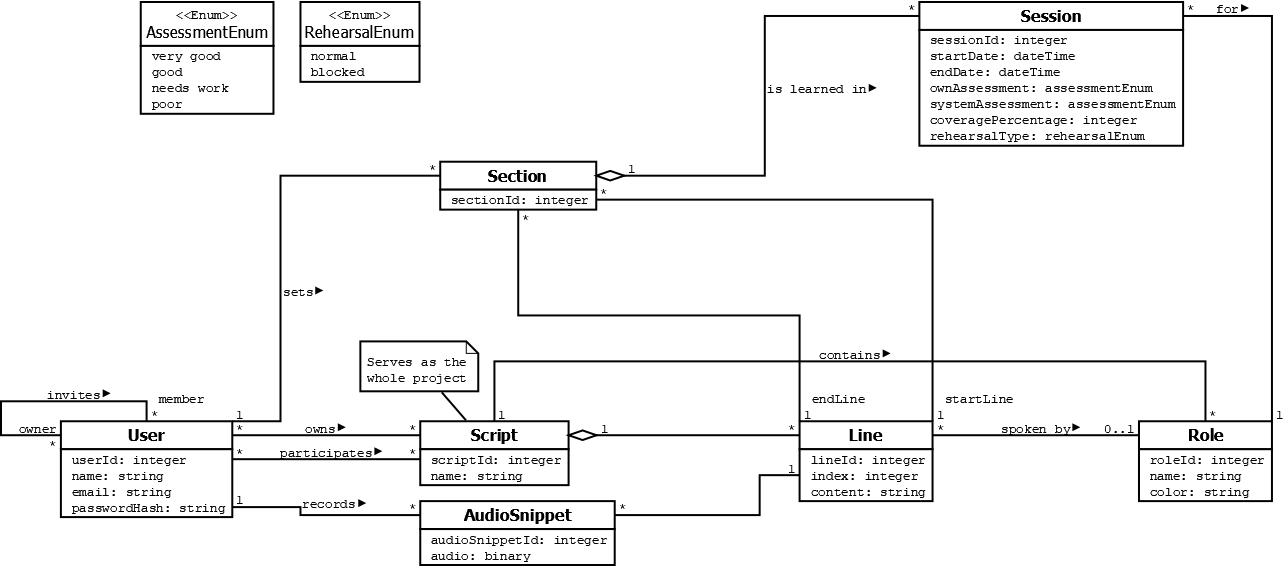 <<Enum>>
AssessmentEnum
very good
good
needs work
poor
<<Enum>>
RehearsalEnum
normal
blocked
Session
sessionId: integer
startDate: dateTime
endDate: dateTime
ownAssessment: assessmentEnum
systemAssessment: assessmentEnum
coveragePercentage: integer
rehearsalType: rehearsalEnum
*
* for▶
is learned in▶
* Section 1
sectionId: integer
*
*
sets▶
Serves as the
whole project
contains▶
invites▶
member
endLine
startLine
owner
*
*
1
1
1
1
*
1
User
userId: integer
name: string
email: string
passwordHash: string
* owns▶ *
* participates▶ *
1 records▶ *
Script
scriptId: integer
name: string
1 *
Line
lineId: integer
index: integer
content: string
* spoken by▶ 0..1
Role
roleId: integer
name: string
color: string
1
*
AudioSnippet
audioSnippetId: integer
audio: binary